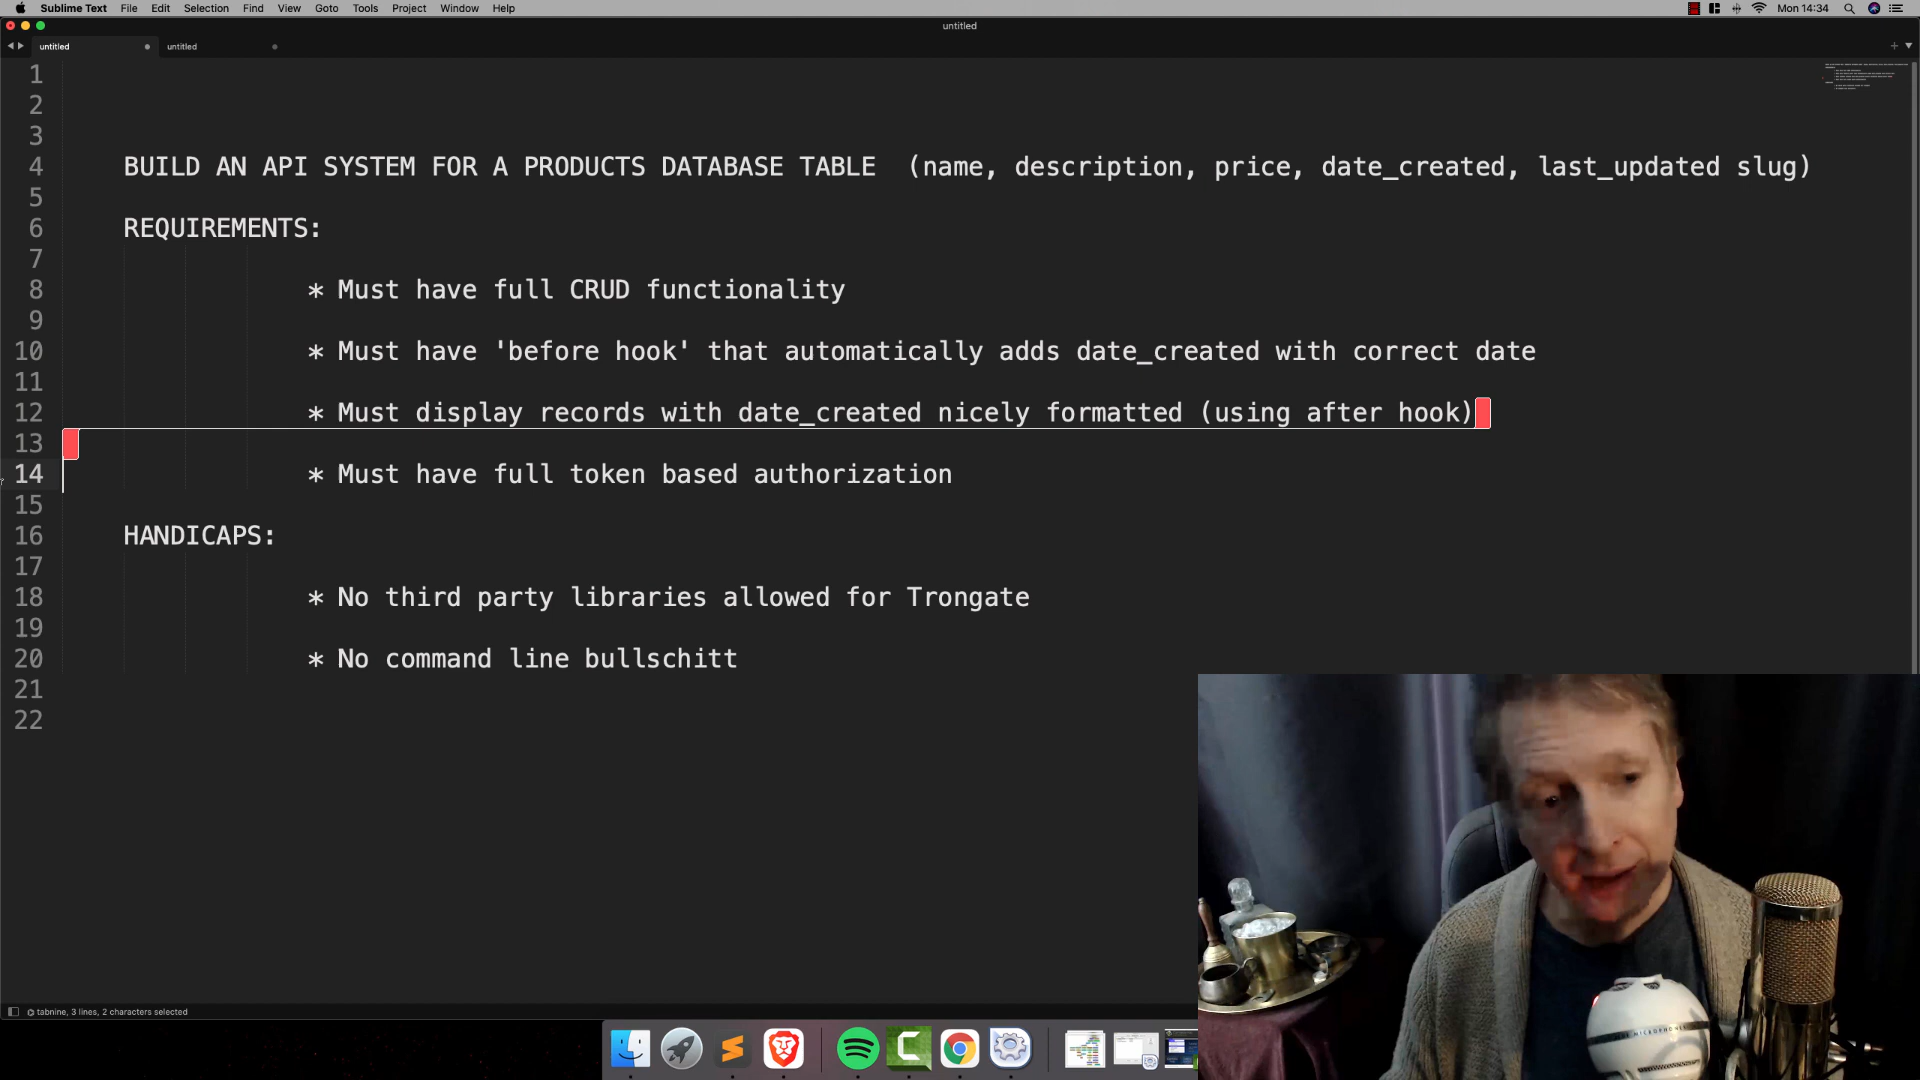 Sublime Text File Edit Selection Find View Goto Tools Project Window Help Mon 14:34
untitled
untitled untitled
1
2
3
4 BUILD AN API SYSTEM FOR A PRODUCTS DATABASE TABLE (name, description, price, date_created, last_updated slug)
5
6 REQUIREMENTS:
7
8 * Must have full CRUD functionality
9
10 * Must have 'before hook' that automatically adds date_created with correct date
11
12 * Must display records with date_created nicely formatted (using after hook)
13
14 * Must have full token based authorization
15
16 HANDICAPS:
17
18 * No third party libraries allowed for Trongate
19
20 * No command line bullschitt
21
22
tabnine, 3 lines, 2 characters selected